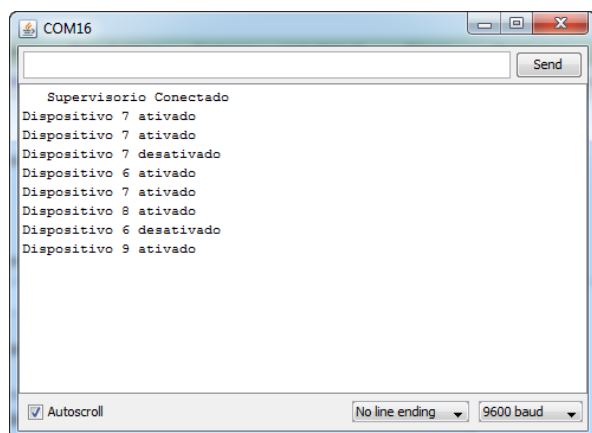 COM16
Send
Supervisorio Conectado
Dispositivo 7 ativado
Dispositivo 7 ativado
Dispositivo 7 desativado
Dispositivo 6 ativado
Dispositivo 7 ativado
Dispositivo 8 ativado
Dispositivo 6 desativado
Dispositivo 9 ativado
Autoscroll
No line ending
9600 baud